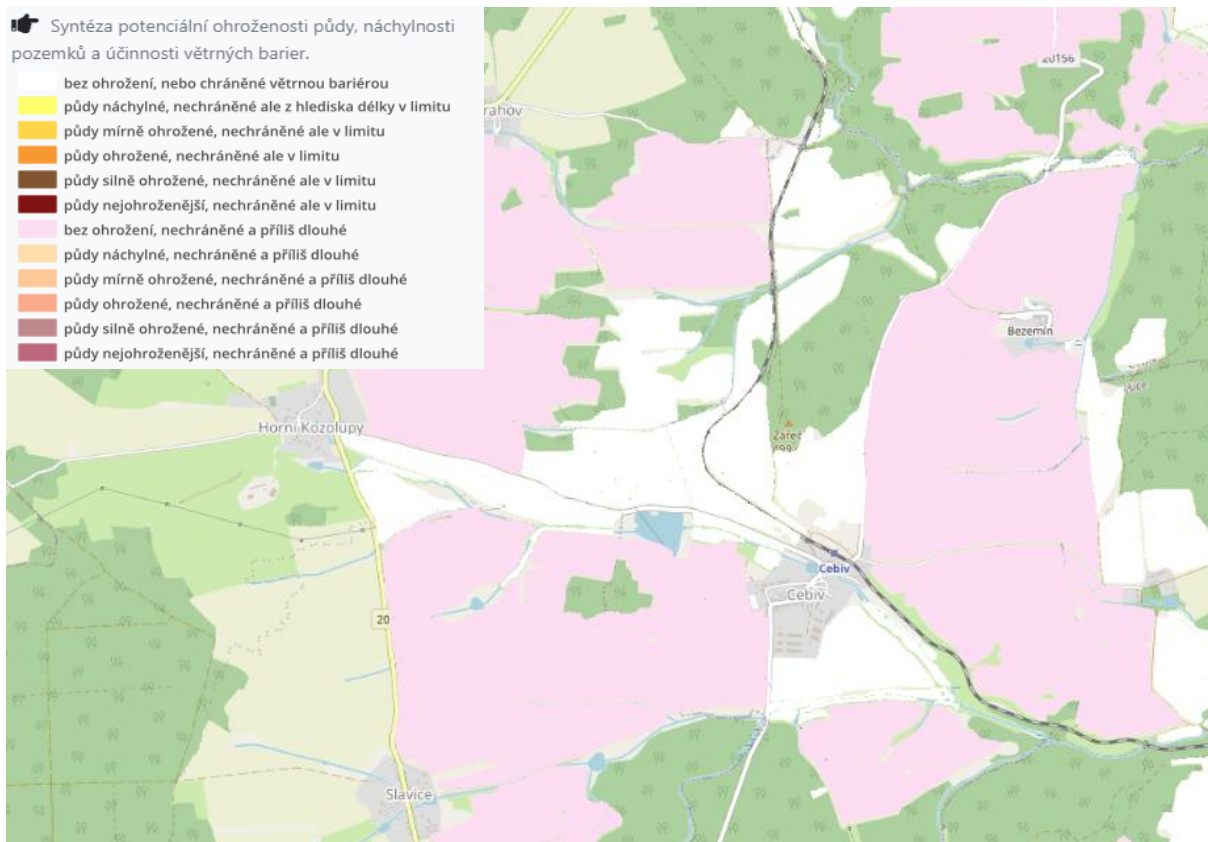 Syntéza potenciální ohroženosti půdy, náchylnosti
pozemků a účinnosti větrných barier.
bez ohrožení, nebo chráněné větrnou bariérou
půdy náchylné, nechráněné ale z hlediska délky v limitu
půdy mírně ohrožené, nechráněné ale v limitu
půdy ohrožené, nechráněné ale v limitu
půdy silně ohrožené, nechráněné ale v limitu
půdy nejohroženější, nechráněné ale v limitu
bez ohrožení, nechráněné a příliš dlouhé
půdy náchylné, nechráněné a příliš dlouhé
půdy mírně ohrožené, nechráněné a příliš dlouhé
půdy ohrožené, nechráněné a příliš dlouhé
půdy silně ohrožené, nechráněné a příliš dlouhé
půdy nejohroženější, nechráněné a příliš dlouhé
20156
rahov
Bezemín
Horní Kozolupy
Zareč
Cebiv
Cebiv
20
Slavice